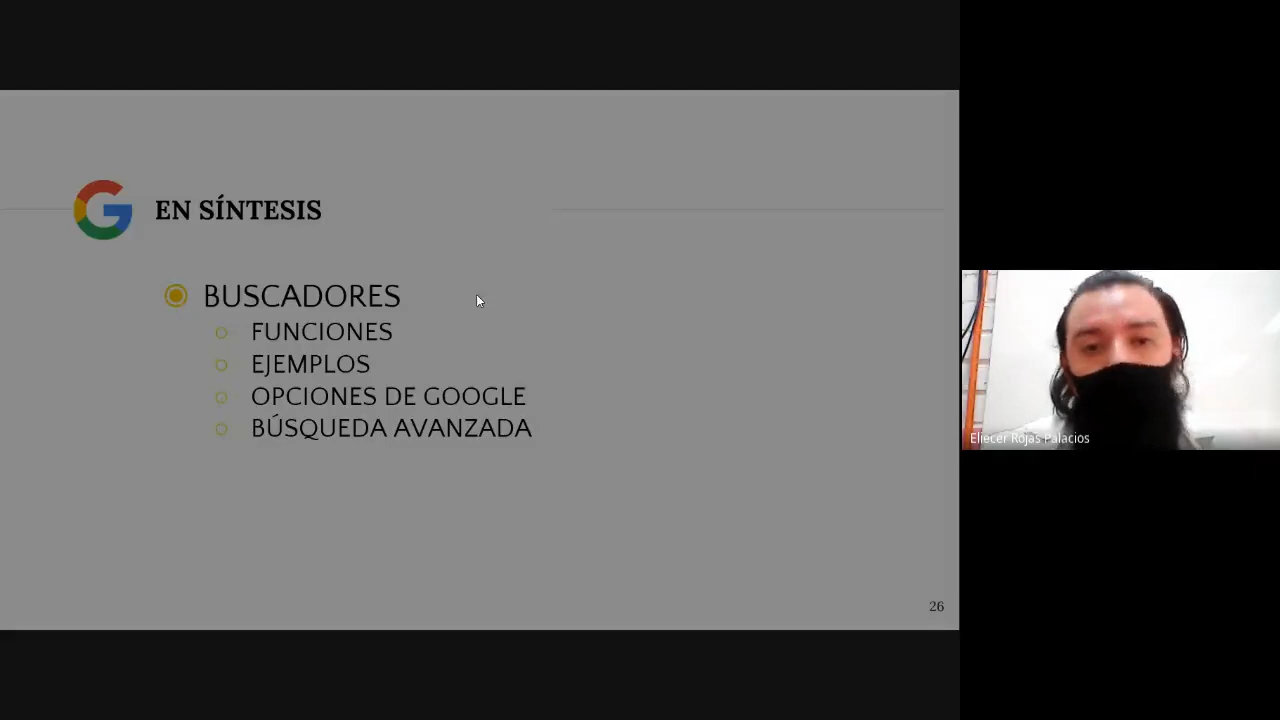 EN SÍNTESIS
BUSCADORES
FUNCIONES
EJEMPLOS
OPCIONES DE GOOGLE
BÚSQUEDA AVANZADA
26
Eliecer Rojas Palacios